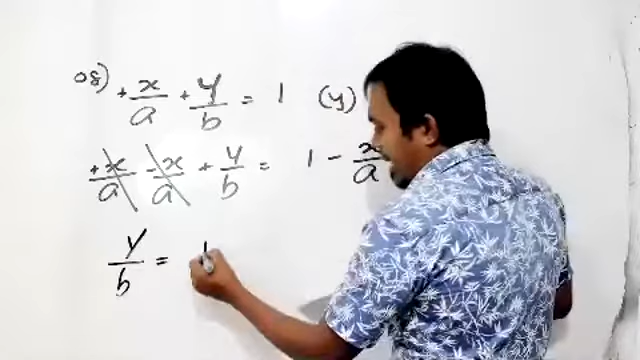 08) + x/a + y/b = 1 (y)
+x/a - x/a + y/b = 1 - x/a
y/b = 1